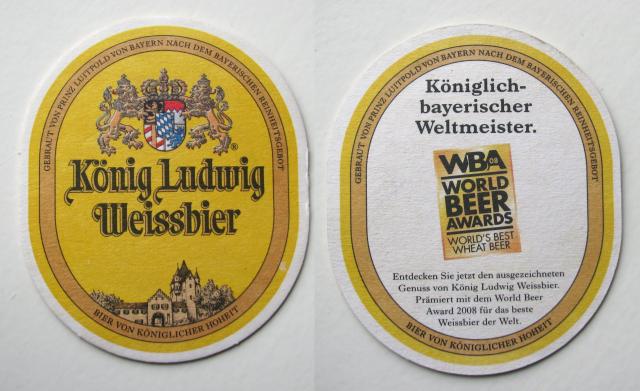 GEBRAUT VON PRINZ LUITPOLD VON BAYERN NACH DEM BAYERISCHEN REINHEITSGEBOT
®
König Ludwig
Weissbier
BIER VON KÖNIGLICHER HOHEIT
GEBRAUT VON PRINZ LUITPOLD VON BAYERN NACH DEM BAYERISCHEN REINHEITSGEBOT
Königlich-
bayerischer
Weltmeister.
WBA 08
WORLD
BEER
AWARDS
WORLD'S BEST
WHEAT BEER
Entdecken Sie jetzt den ausgezeichneten
Genuss von König Ludwig Weissbier.
Prämiert mit dem World Beer
Award 2008 für das beste
Weissbier der Welt.
BIER VON KÖNIGLICHER HOHEIT